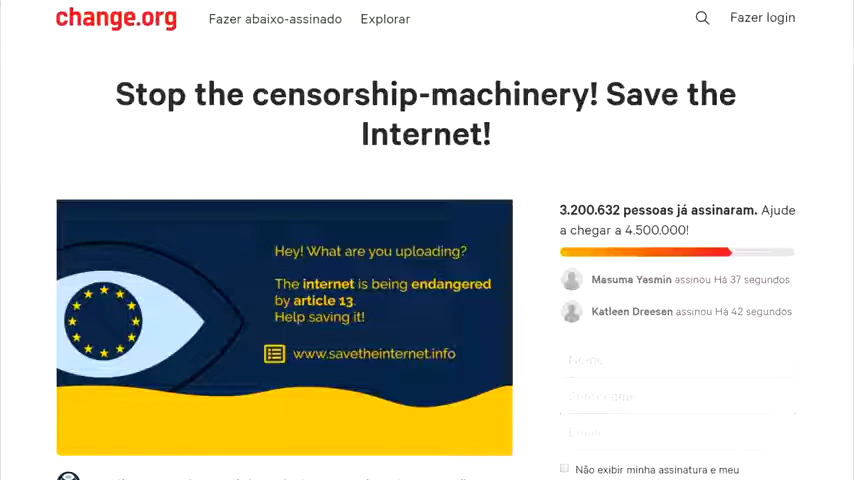 change.org
Fazer abaixo-assinado
Explorar
Fazer login
Stop the censorship-machinery! Save the
Internet!
Hey! What are you uploading?
The internet is being endangered
by article 13.
Help saving it!
www.savetheinternet.info
3.200.632 pessoas já assinaram. Ajude
a chegar a 4.500.000!
Masuma Yasmin assinou Há 37 segundos
Katleen Dreesen assinou Há 42 segundos
Não exibir minha assinatura e meu